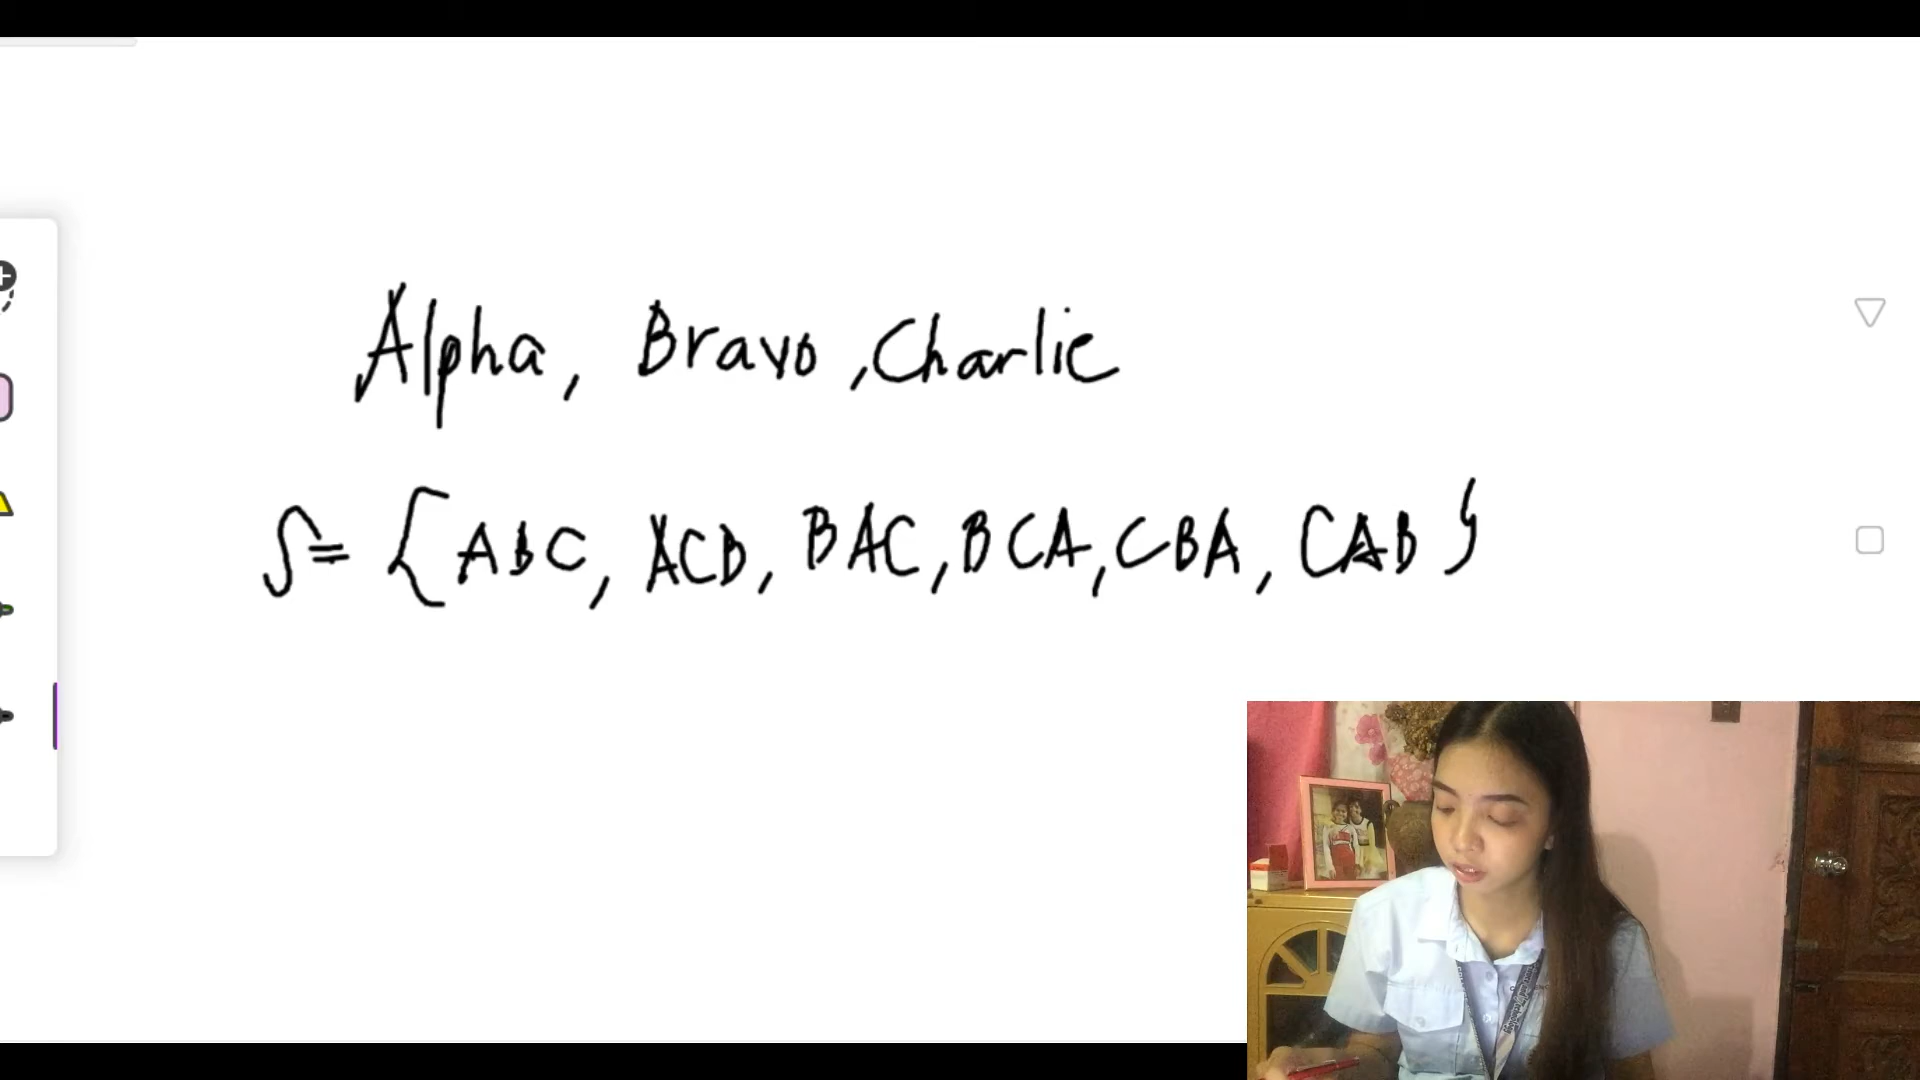 Alpha, Bravo, Charlie
S = { ABC, ACB, BAC, BCA, CBA, CAB }